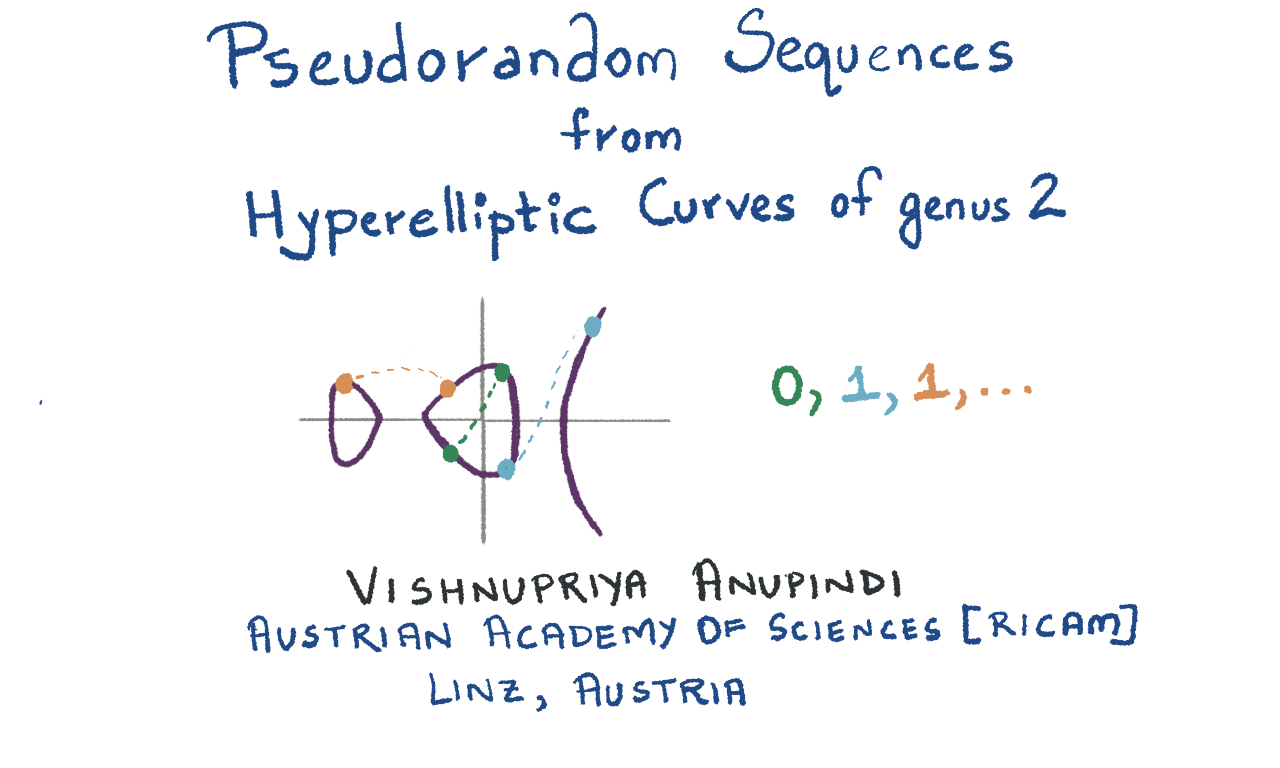 Pseudorandom Sequences
from
Hyperelliptic Curves of genus 2
0, 1, 1, ...
VISHNUPRIYA ANUPINDI
AUSTRIAN ACADEMY OF SCIENCES [RICAM]
LINZ, AUSTRIA